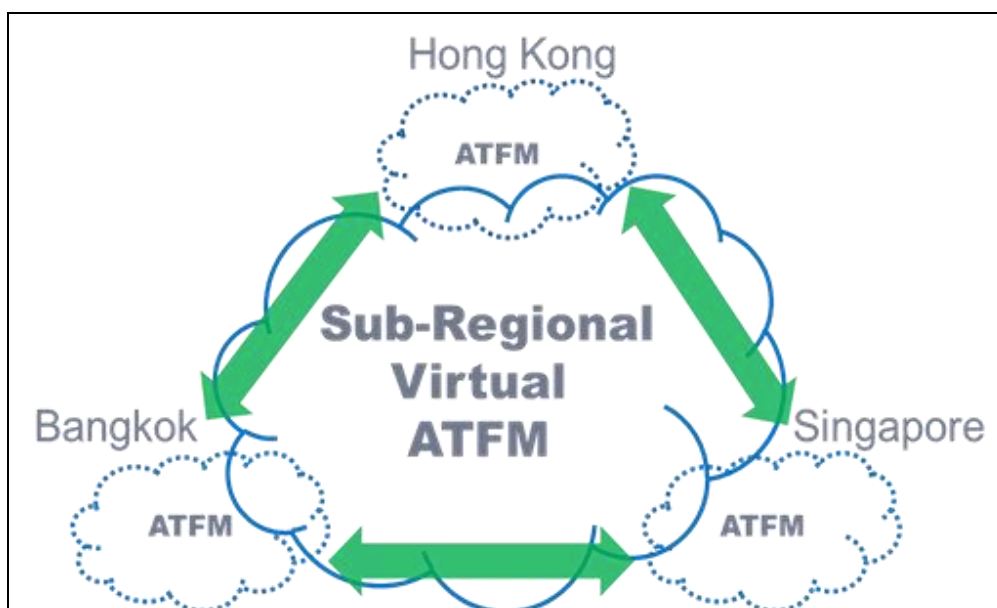 Hong Kong
ATFM
Sub-Regional
Virtual
ATFM
Bangkok
Singapore
ATFM
ATFM